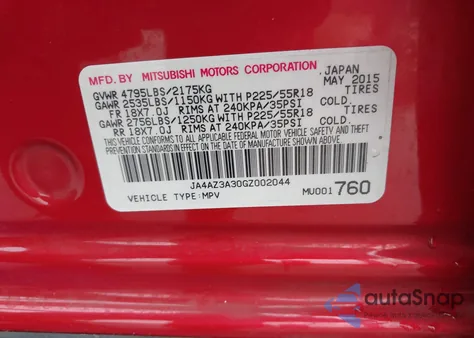 MFD. BY MITSUBISHI MOTORS CORPORATION JAPAN
GVWR 4795LBS/2175KG MAY 2015
GAWR 2535LBS/1150KG WITH P225/55R18 TIRES
FR 18X7.0J RIMS AT 240KPA/35PSI COLD.
GAWR 2756LBS/1250KG WITH P225/55R18 TIRES
RR 18X7.0J RIMS AT 240KPA/35PSI COLD.
THIS VEHICLE CONFORMS TO ALL APPLICABLE FEDERAL MOTOR VEHICLE SAFETY AND THEFT PREVENTION STANDARDS IN EFFECT ON THE DATE OF MANUFACTURE SHOWN ABOVE.
JA4AZ3A30GZ002044
VEHICLE TYPE:MPV MU001760
autoSnap